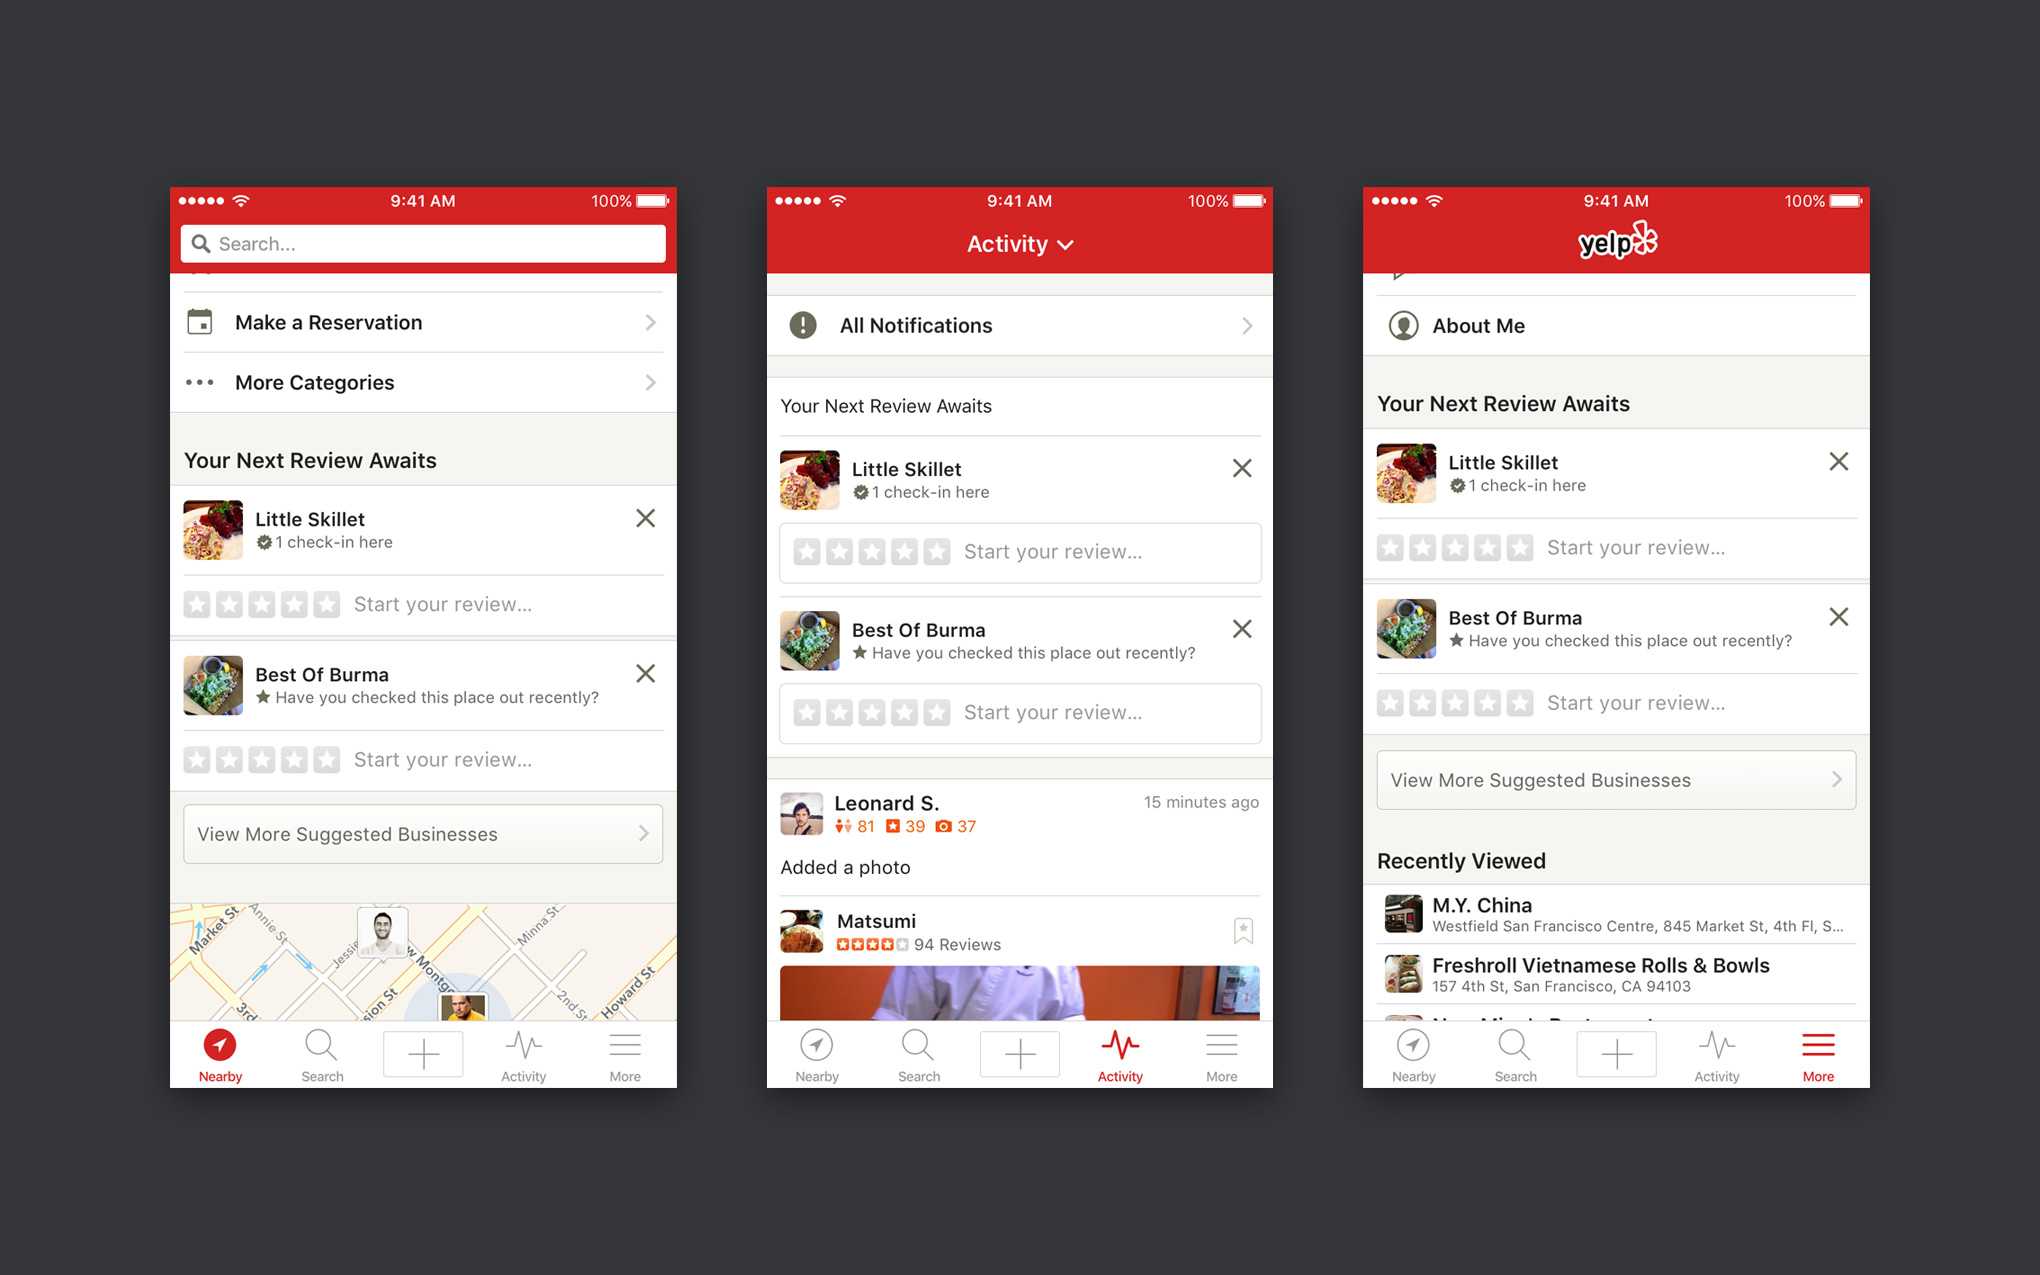 9:41 AM 100%
Search...
Make a Reservation
More Categories
Your Next Review Awaits
Little Skillet
1 check-in here
Start your review...
Best Of Burma
Have you checked this place out recently?
Start your review...
View More Suggested Businesses
Market St
Annie St
Jessie
Minna St
w Montgo
ssion St
2nd St
Howard St
3rd
Nearby Search Activity More
9:41 AM 100%
Activity
All Notifications
Your Next Review Awaits
Little Skillet
1 check-in here
Start your review...
Best Of Burma
Have you checked this place out recently?
Start your review...
Leonard S. 15 minutes ago
81 39 37
Added a photo
Matsumi
94 Reviews
Nearby Search Activity More
9:41 AM 100%
yelp
About Me
Your Next Review Awaits
Little Skillet
1 check-in here
Start your review...
Best Of Burma
Have you checked this place out recently?
Start your review...
View More Suggested Businesses
Recently Viewed
M.Y. China
Westfield San Francisco Centre, 845 Market St, 4th Fl, S...
Freshroll Vietnamese Rolls & Bowls
157 4th St, San Francisco, CA 94103
Nearby Search Activity More